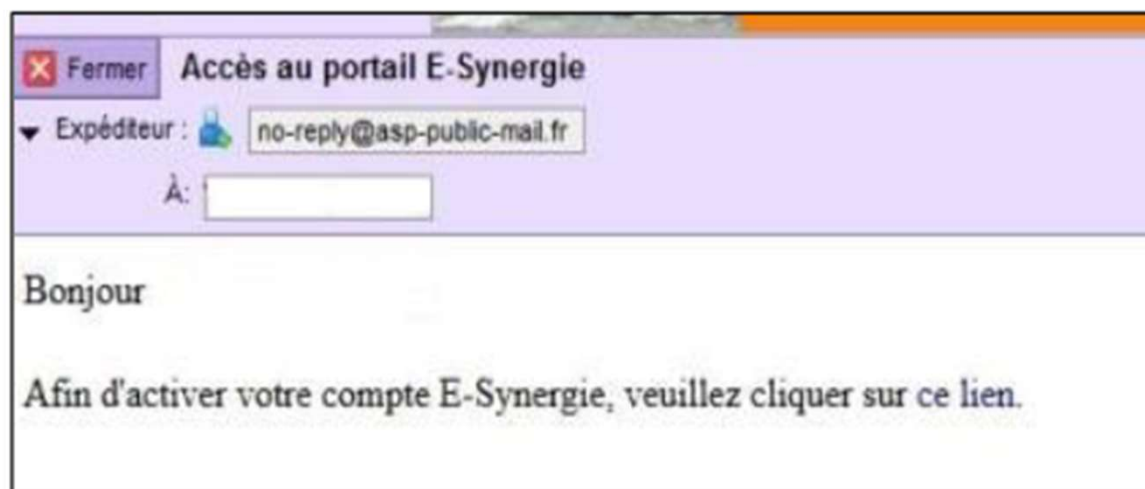 Fermer Accès au portail E-Synergie
Expéditeur : no-reply@asp-public-mail.fr
À:
Bonjour
Afin d'activer votre compte E-Synergie, veuillez cliquer sur ce lien.